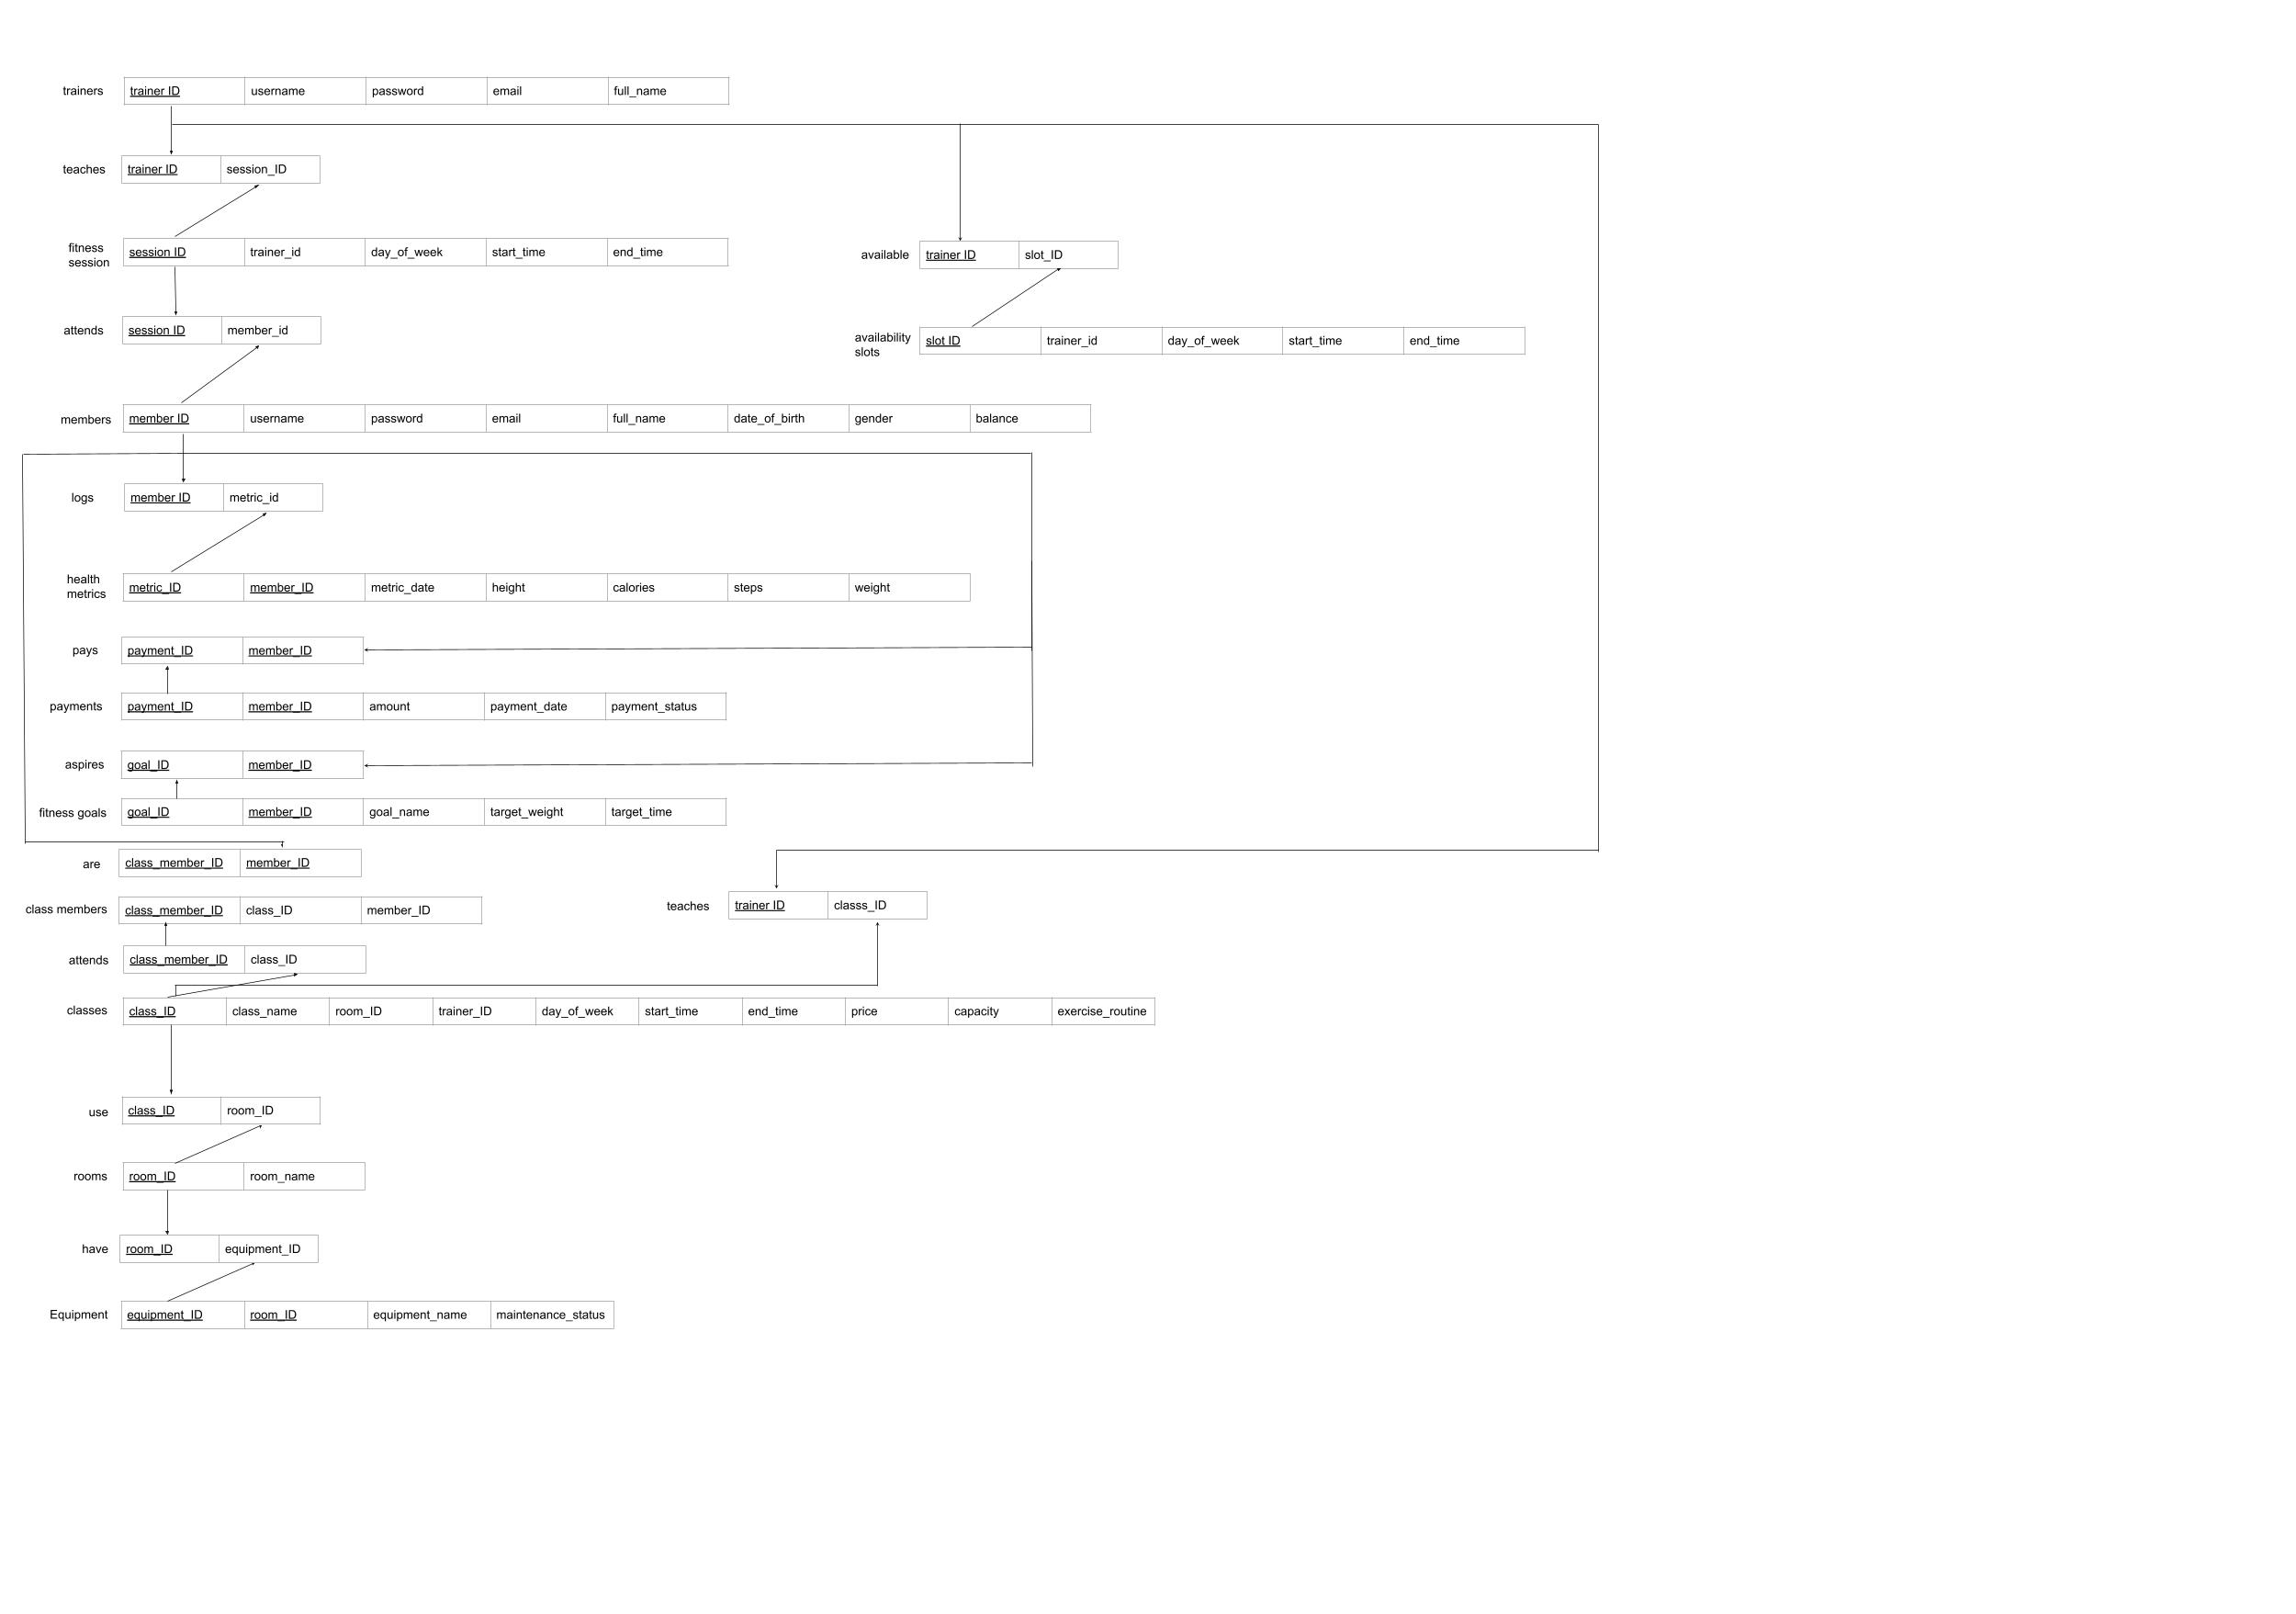 trainers trainer ID username password email full_name
teaches trainer ID session_ID
fitness
session
session ID trainer_id day_of_week start_time end_time
available trainer ID slot_ID
attends session ID member_id
availability
slots
slot ID trainer_id day_of_week start_time end_time
members member ID username password email full_name date_of_birth gender balance
logs member ID metric_id
health
metrics
metric_ID member_ID metric_date height calories steps weight
pays payment_ID member_ID
payments payment_ID member_ID amount payment_date payment_status
aspires goal_ID member_ID
fitness goals goal_ID member_ID goal_name target_weight target_time
are class_member_ID member_ID
class members class_member_ID class_ID member_ID
teaches trainer ID classs_ID
attends class_member_ID class_ID
classes class_ID class_name room_ID trainer_ID day_of_week start_time end_time price capacity exercise_routine
use class_ID room_ID
rooms room_ID room_name
have room_ID equipment_ID
Equipment equipment_ID room_ID equipment_name maintenance_status